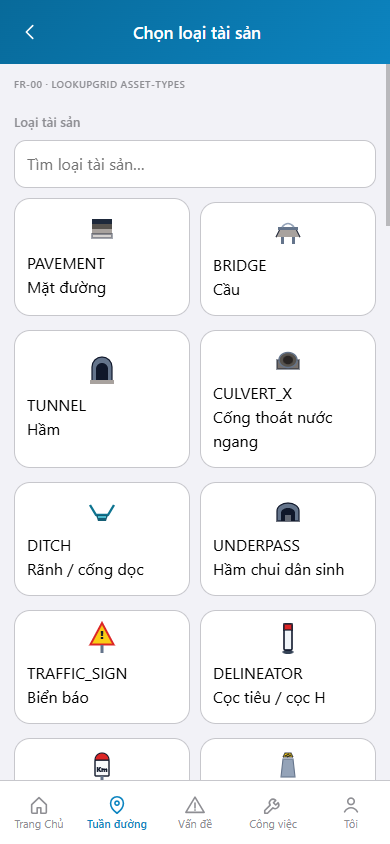 Chọn loại tài sản
FR-00 · LOOKUPGRID ASSET-TYPES
Loại tài sản
Tìm loại tài sản...
PAVEMENT
Mặt đường
BRIDGE
Cầu
TUNNEL
Hầm
CULVERT_X
Cống thoát nước
ngang
DITCH
Rãnh / cống dọc
UNDERPASS
Hầm chui dân sinh
TRAFFIC_SIGN
Biển báo
DELINEATOR
Cọc tiêu / cọc H
Km
Trang Chủ
Tuần đường
Vấn đề
Công việc
Tôi